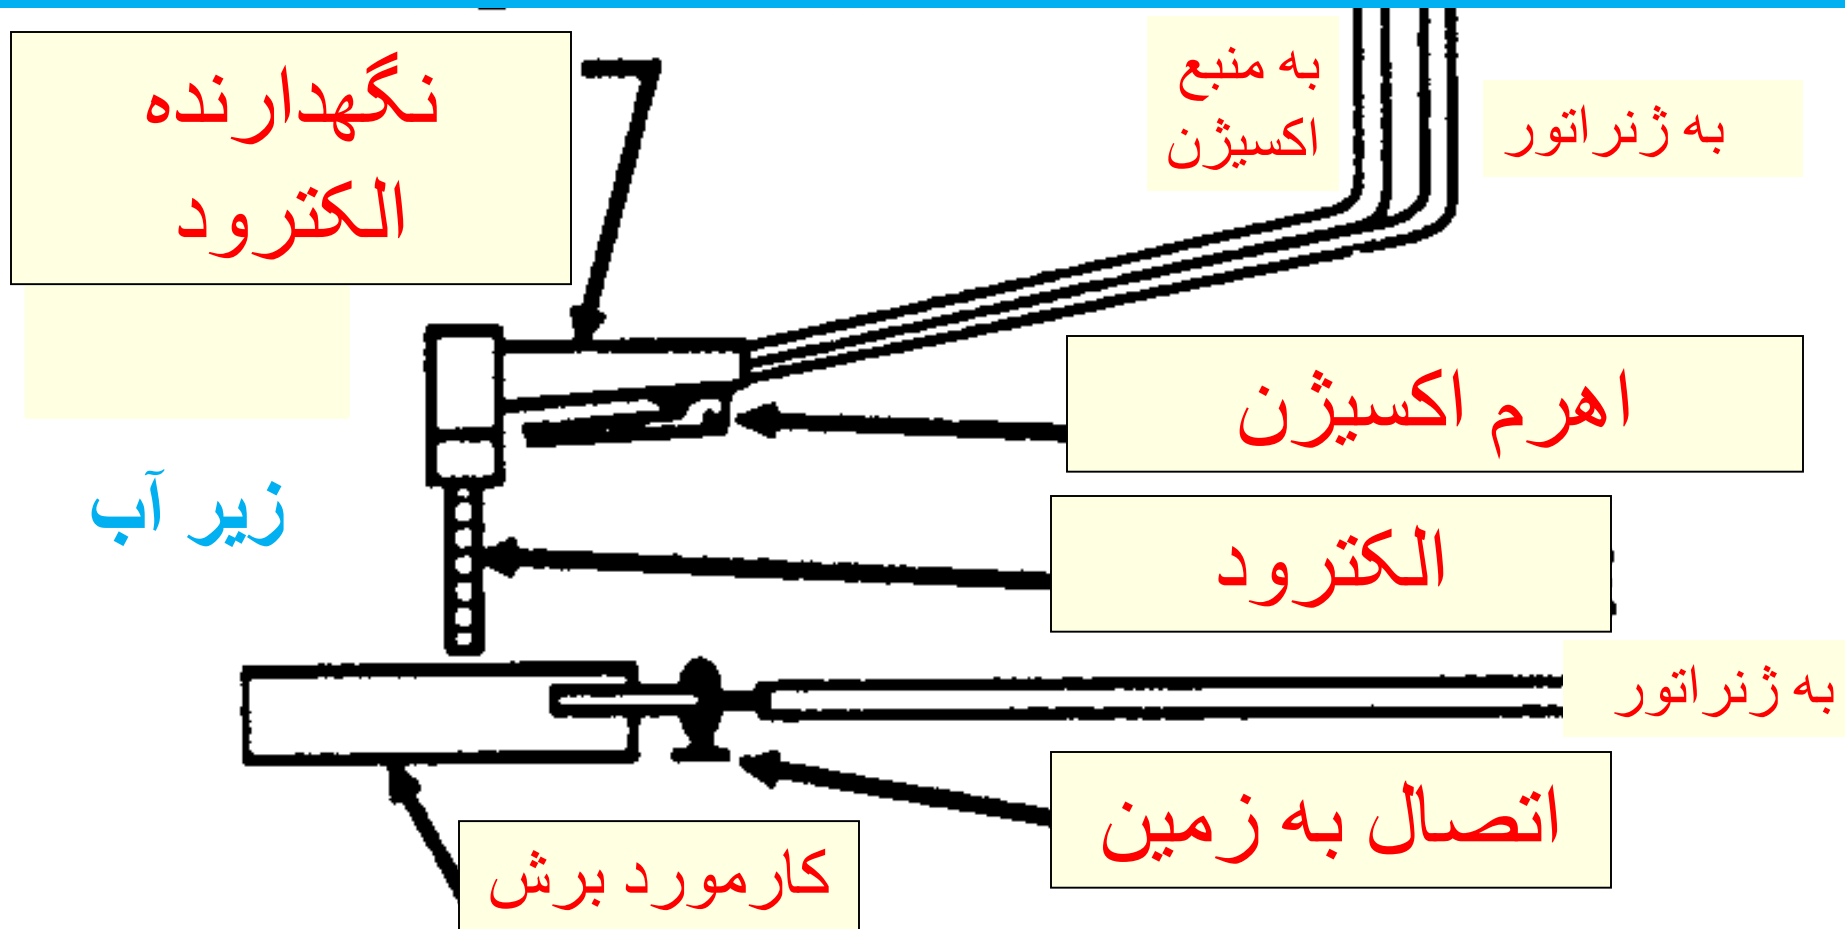 نگهدارنده
الکترود
به منبع
اکسیژن
به ژنراتور
اهرم اکسیژن
زیر آب
الکترود
به ژنراتور
اتصال به زمین
کارمورد برش